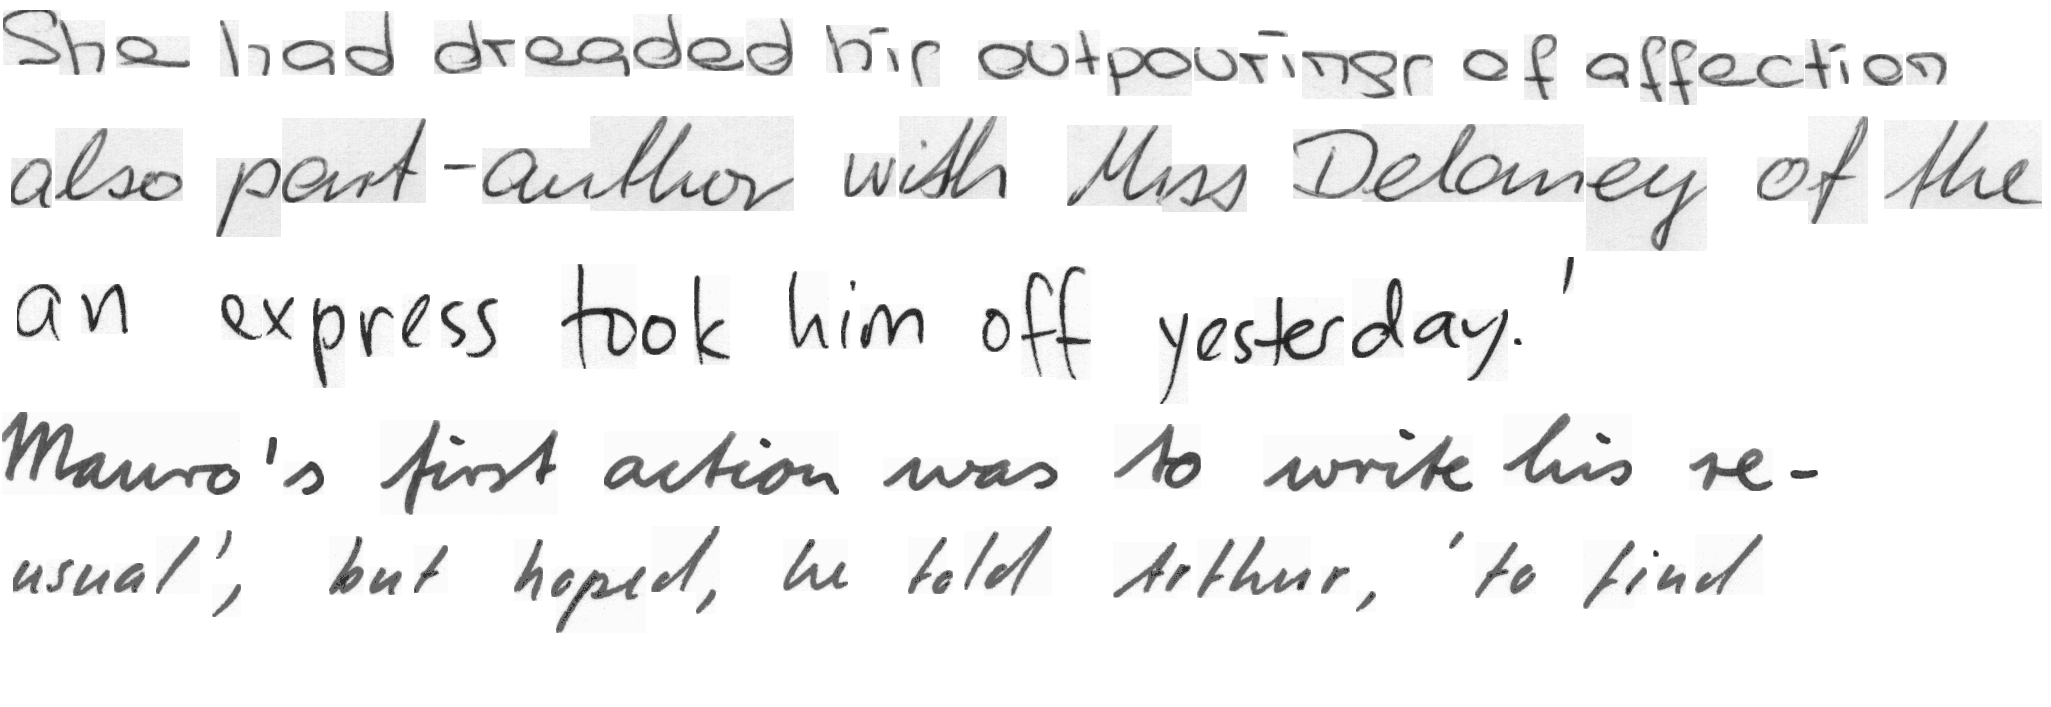 She had dreaded his outpourings of affection
also part-author with Miss Delaney of the
an express took him off yesterday.'
Mauro's first action was to write his re-
usual', but hoped, he told Arthur, 'to find